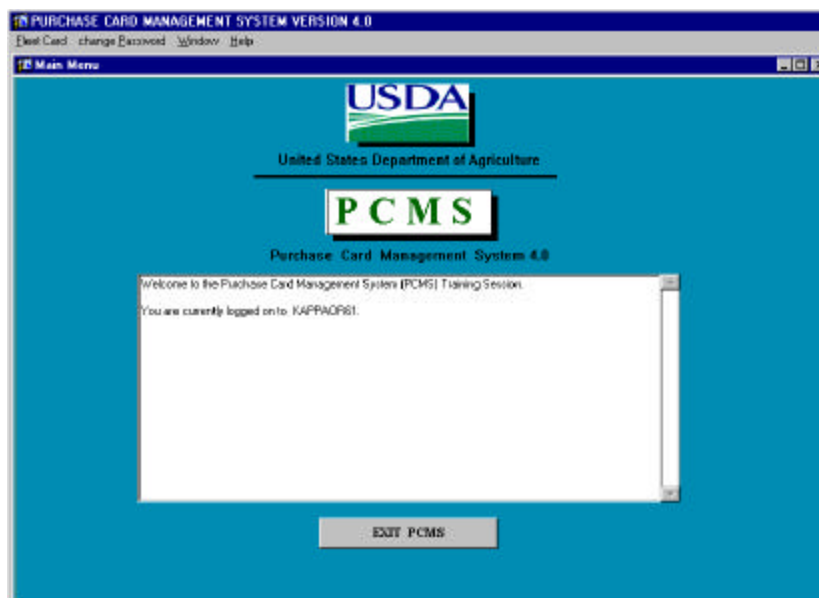 PURCHASE CARD MANAGEMENT SYSTEM VERSION 4.0
Fleet Card change Password Window Help
Main Menu
USDA
United States Department of Agriculture
PCMS
Purchase Card Management System 4.0
Welcome to the Purchase Card Management System (PCMS) Training Session.
You are currently logged on to
EXIT PCMS